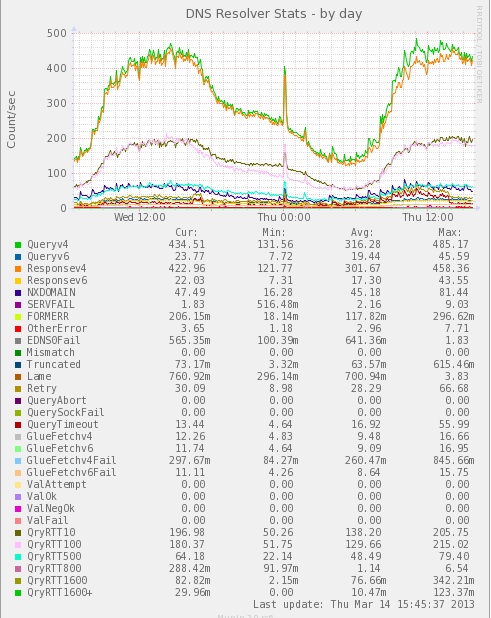 DNS Resolver Stats - by day
RRDTOOL / TOBI OETIKER
Count/sec
500
400
300
200
100
0
Wed 12:00 Thu 00:00 Thu 12:00
Cur: Min: Avg: Max:
Queryv4 434.51 131.56 316.28 485.17
Queryv6 23.77 7.72 19.44 45.59
Responsev4 422.96 121.77 301.67 458.36
Responsev6 22.03 7.31 17.30 43.55
NXDOMAIN 47.49 16.28 45.18 81.44
SERVFAIL 1.83 516.48m 2.16 9.03
FORMERR 206.15m 18.14m 117.82m 296.62m
OtherError 3.65 1.18 2.96 7.71
EDNS0Fail 565.35m 100.39m 641.36m 1.83
Mismatch 0.00 0.00 0.00 0.00
Truncated 73.17m 3.32m 63.57m 615.46m
Lame 760.92m 296.14m 700.94m 3.83
Retry 30.09 8.98 28.29 66.68
QueryAbort 0.00 0.00 0.00 0.00
QuerySockFail 0.00 0.00 0.00 0.00
QueryTimeout 13.44 4.64 16.92 55.99
GlueFetchv4 12.26 4.83 9.48 16.66
GlueFetchv6 11.74 4.64 9.09 16.95
GlueFetchv4Fail 297.67m 84.27m 260.47m 845.66m
GlueFetchv6Fail 11.11 4.26 8.64 15.75
ValAttempt 0.00 0.00 0.00 0.00
ValOk 0.00 0.00 0.00 0.00
ValNegOk 0.00 0.00 0.00 0.00
ValFail 0.00 0.00 0.00 0.00
QryRTT10 196.98 50.26 138.20 205.75
QryRTT100 180.37 51.75 129.66 215.02
QryRTT500 64.18 22.14 48.49 79.40
QryRTT800 288.42m 91.97m 1.14 6.54
QryRTT1600 82.82m 2.15m 76.66m 342.21m
QryRTT1600+ 29.96m 0.00 10.47m 123.37m
Last update: Thu Mar 14 15:45:37 2013